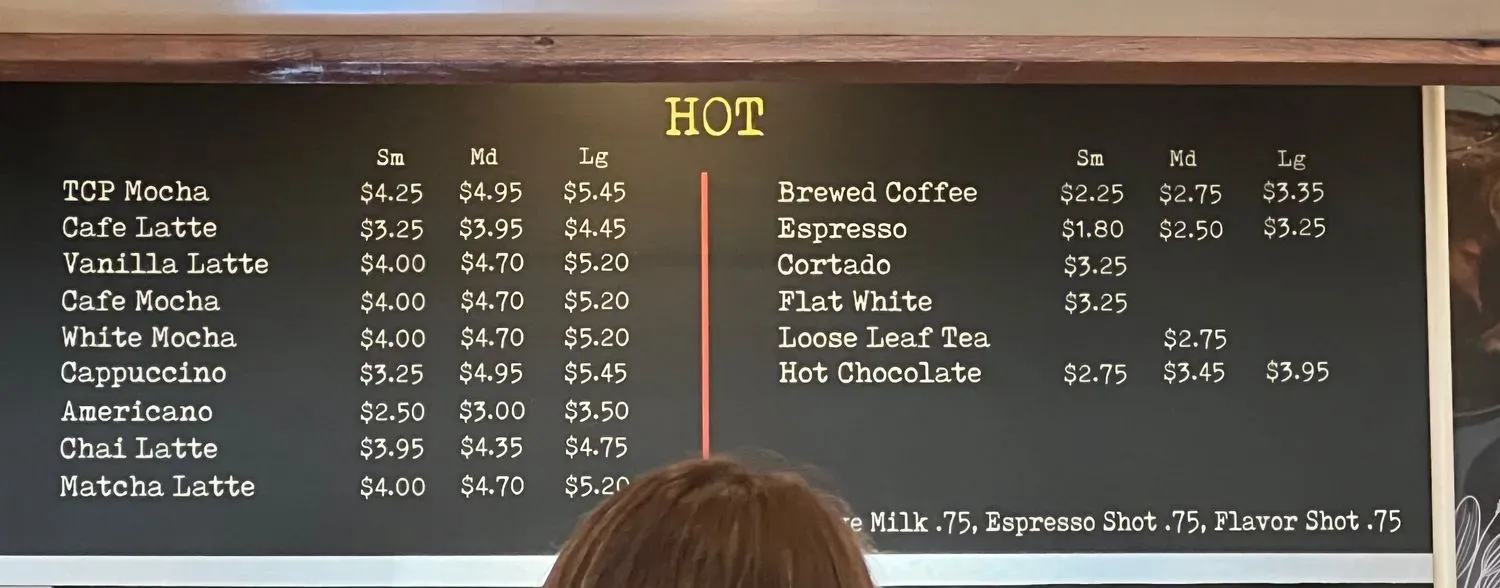 HOT
Sm Md Lg
TCP Mocha $4.25 $4.95 $5.45
Cafe Latte $3.25 $3.95 $4.45
Vanilla Latte $4.00 $4.70 $5.20
Cafe Mocha $4.00 $4.70 $5.20
White Mocha $4.00 $4.70 $5.20
Cappuccino $3.25 $4.95 $5.45
Americano $2.50 $3.00 $3.50
Chai Latte $3.95 $4.35 $4.75
Matcha Latte $4.00 $4.70 $5.20
Sm Md Lg
Brewed Coffee $2.25 $2.75 $3.35
Espresso $1.80 $2.50 $3.25
Cortado $3.25
Flat White $3.25
Loose Leaf Tea $2.75
Hot Chocolate $2.75 $3.45 $3.95
Milk .75, Espresso Shot .75, Flavor Shot .75